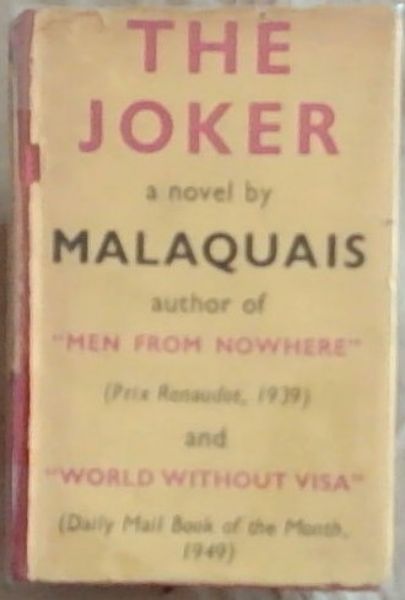 THE
JOKER
a novel by
MALAQUAIS
author of
"MEN FROM NOWHERE"
(Prix Renaudot, 1939)
and
"WORLD WITHOUT VISA"
(Daily Mail Book of the Month,
1949)